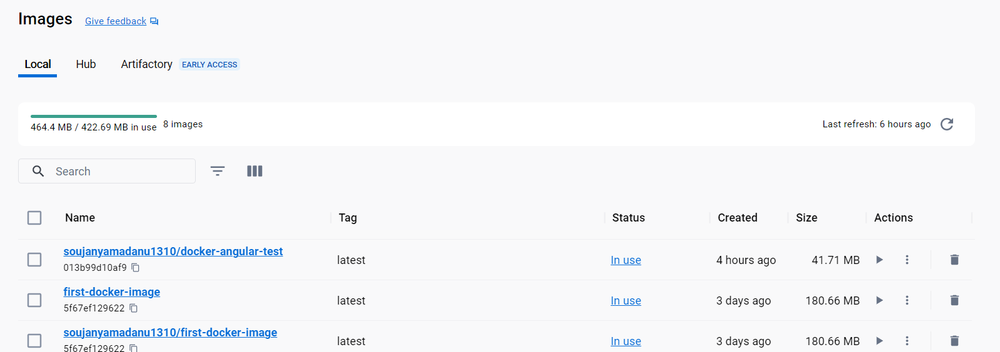 Images Give feedback
Local Hub Artifactory EARLY ACCESS
464.4 MB / 422.69 MB in use 8 images Last refresh: 6 hours ago
Search
Name Tag Status Created Size Actions
soujanyamadanu1310/docker-angular-test
013b99d10af9 latest In use 4 hours ago 41.71 MB
first-docker-image
5f67ef129622 latest In use 3 days ago 180.66 MB
soujanyamadanu1310/first-docker-image
5f67ef129622 latest In use 3 days ago 180.66 MB